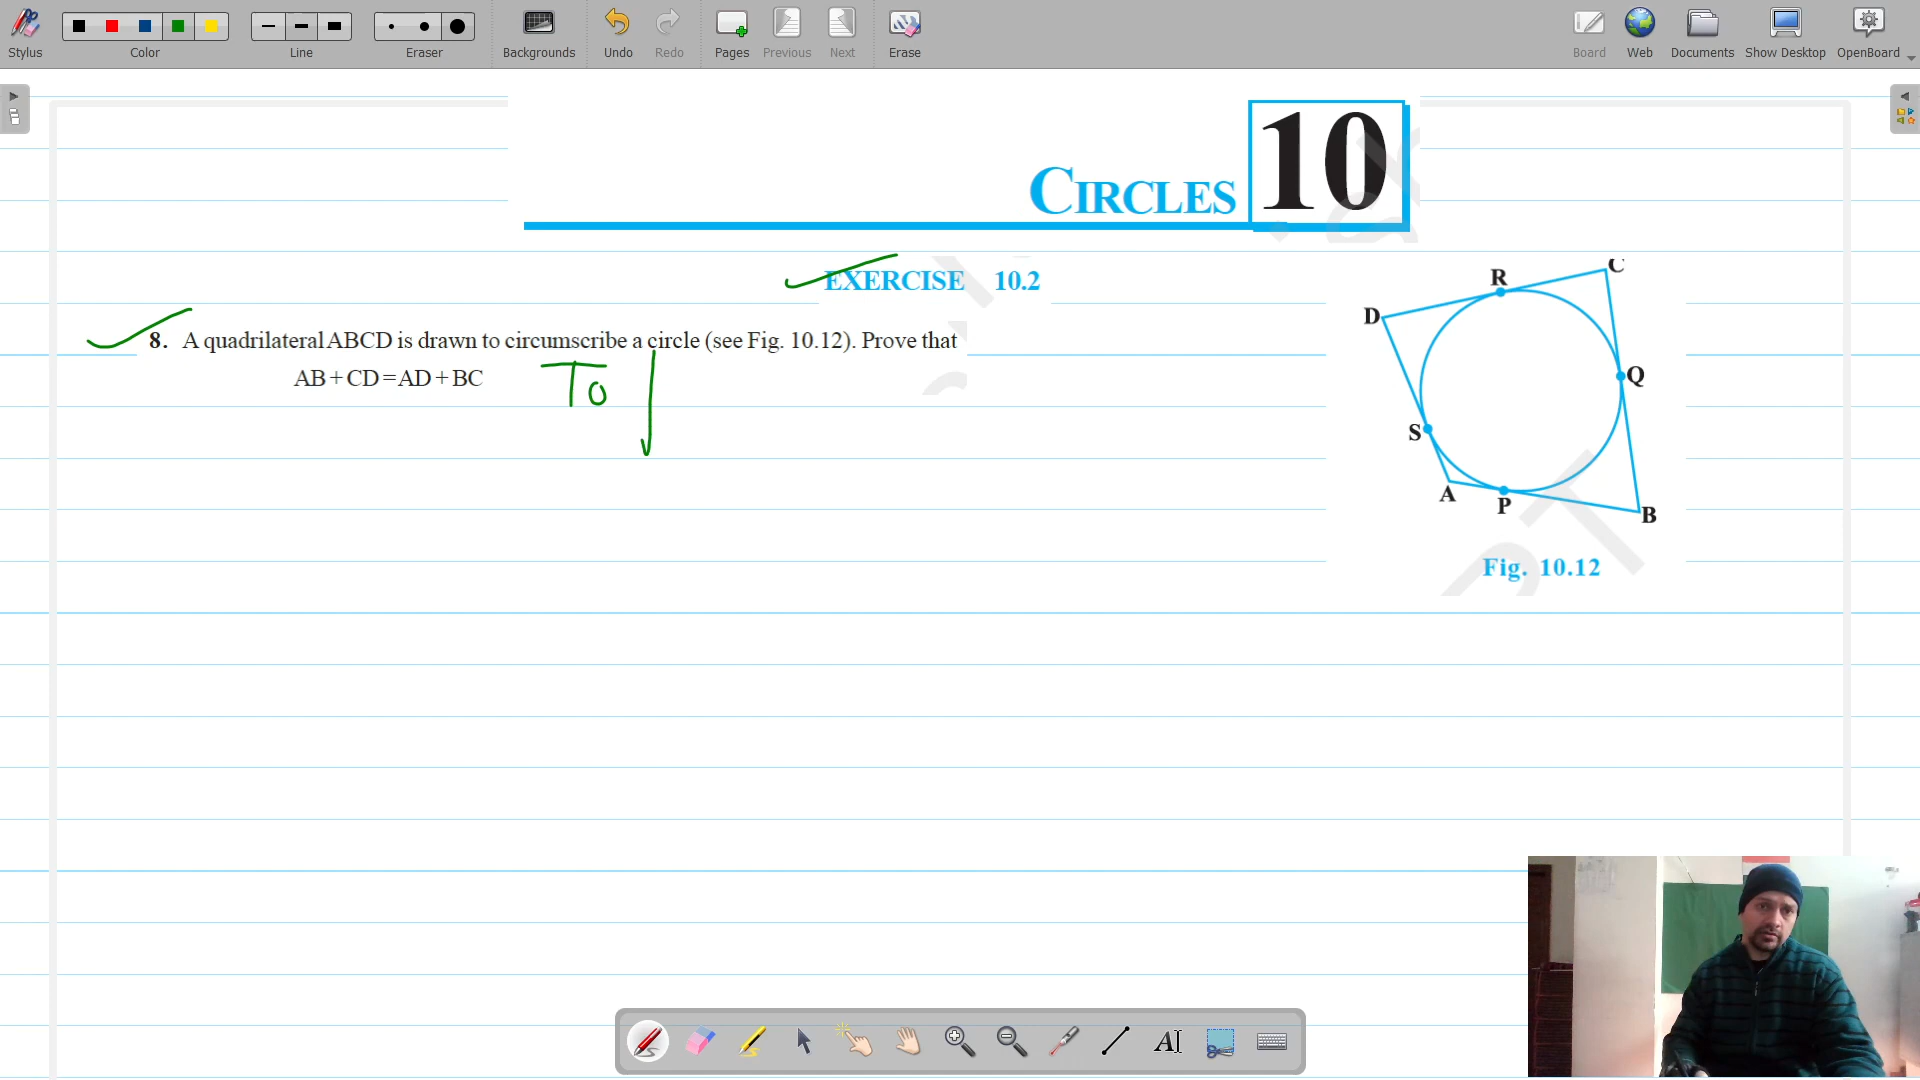 Stylus Color Line Eraser Backgrounds Undo Redo Pages Previous Next Erase Board Web Documents Show Desktop OpenBoard
CIRCLES 10
EXERCISE 10.2
8. A quadrilateral ABCD is drawn to circumscribe a circle (see Fig. 10.12). Prove that
AB + CD = AD + BC
To
C
R
D
Q
S
A
P
B
Fig. 10.12